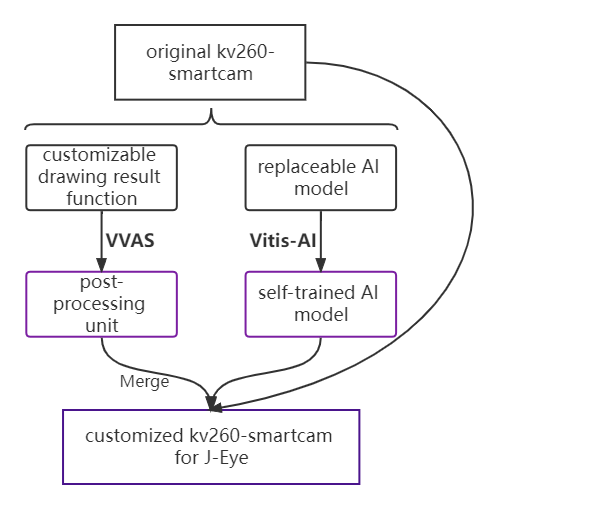 original kv260-
smartcam
customizable
drawing result
function
replaceable AI
model
VVAS
Vitis-AI
post-
processing
unit
self-trained AI
model
Merge
customized kv260-smartcam
for J-Eye